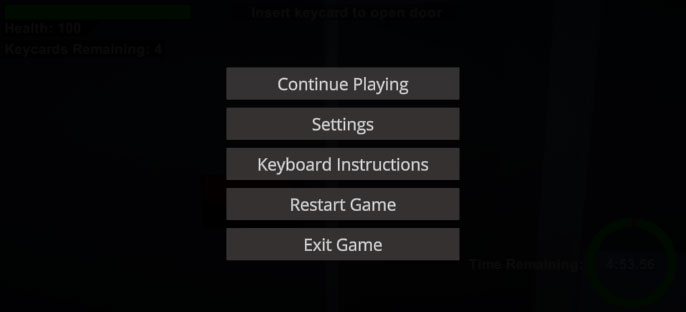 Insert keycard to open door
Health: 100
Keycards Remaining: 4
Continue Playing
Settings
Keyboard Instructions
Restart Game
Exit Game
Time Remaining: 4:53.56